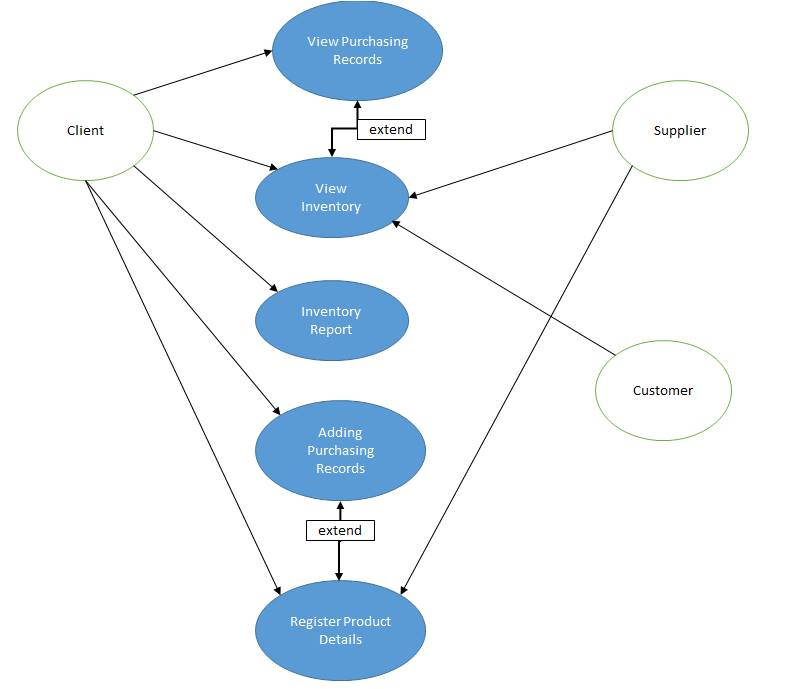 View Purchasing
Records
Client
Supplier
extend
View
Inventory
Inventory
Report
Customer
Adding
Purchasing
Records
extend
Register Product
Details